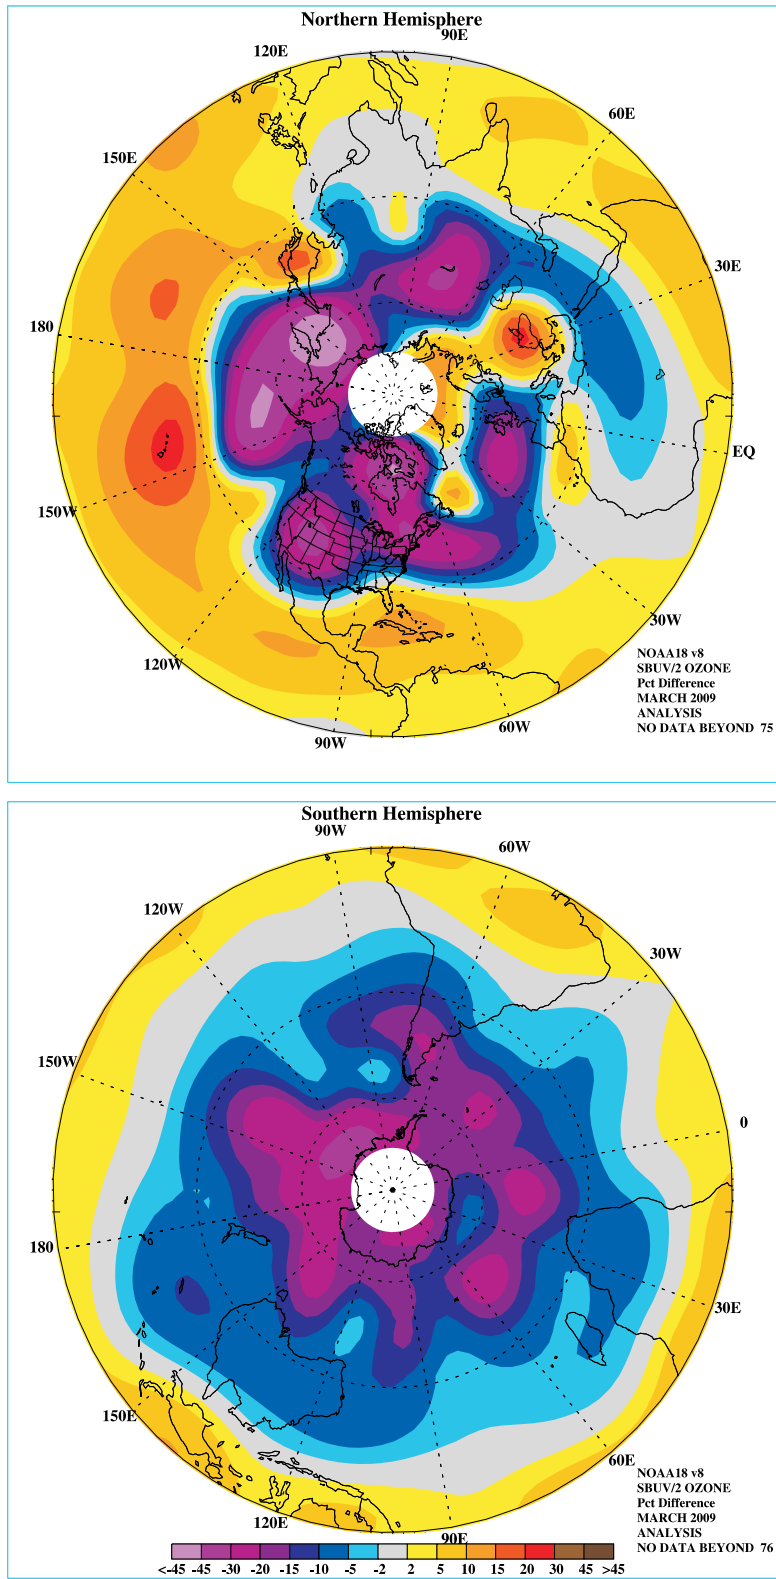 Northern Hemisphere
90E
120E
60E
150E
30E
180
EQ
150W
30W
120W
60W
90W
NOAA18 v8
SBUV/2 OZONE
Pct Difference
MARCH 2009
ANALYSIS
NO DATA BEYOND 75
Southern Hemisphere
90W
60W
120W
30W
150W
0
180
30E
150E
60E
120E
90E
NOAA18 v8
SBUV/2 OZONE
Pct Difference
MARCH 2009
ANALYSIS
NO DATA BEYOND 76
<-45 -45 -30 -20 -15 -10 -5 -2 2 5 10 15 20 30 45 >45